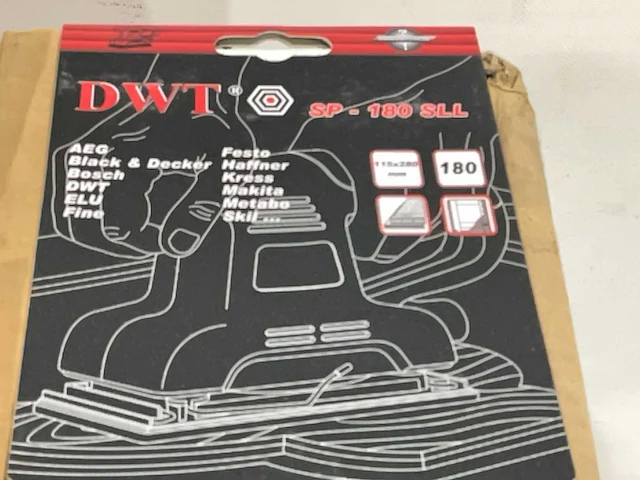 DWT®
SP - 180 SLL
AEG
Black & Decker
Bosch
DWT
ELU
Fine
Festo
Haffner
Kress
Makita
Metabo
Skil ...
115x280
mm
180